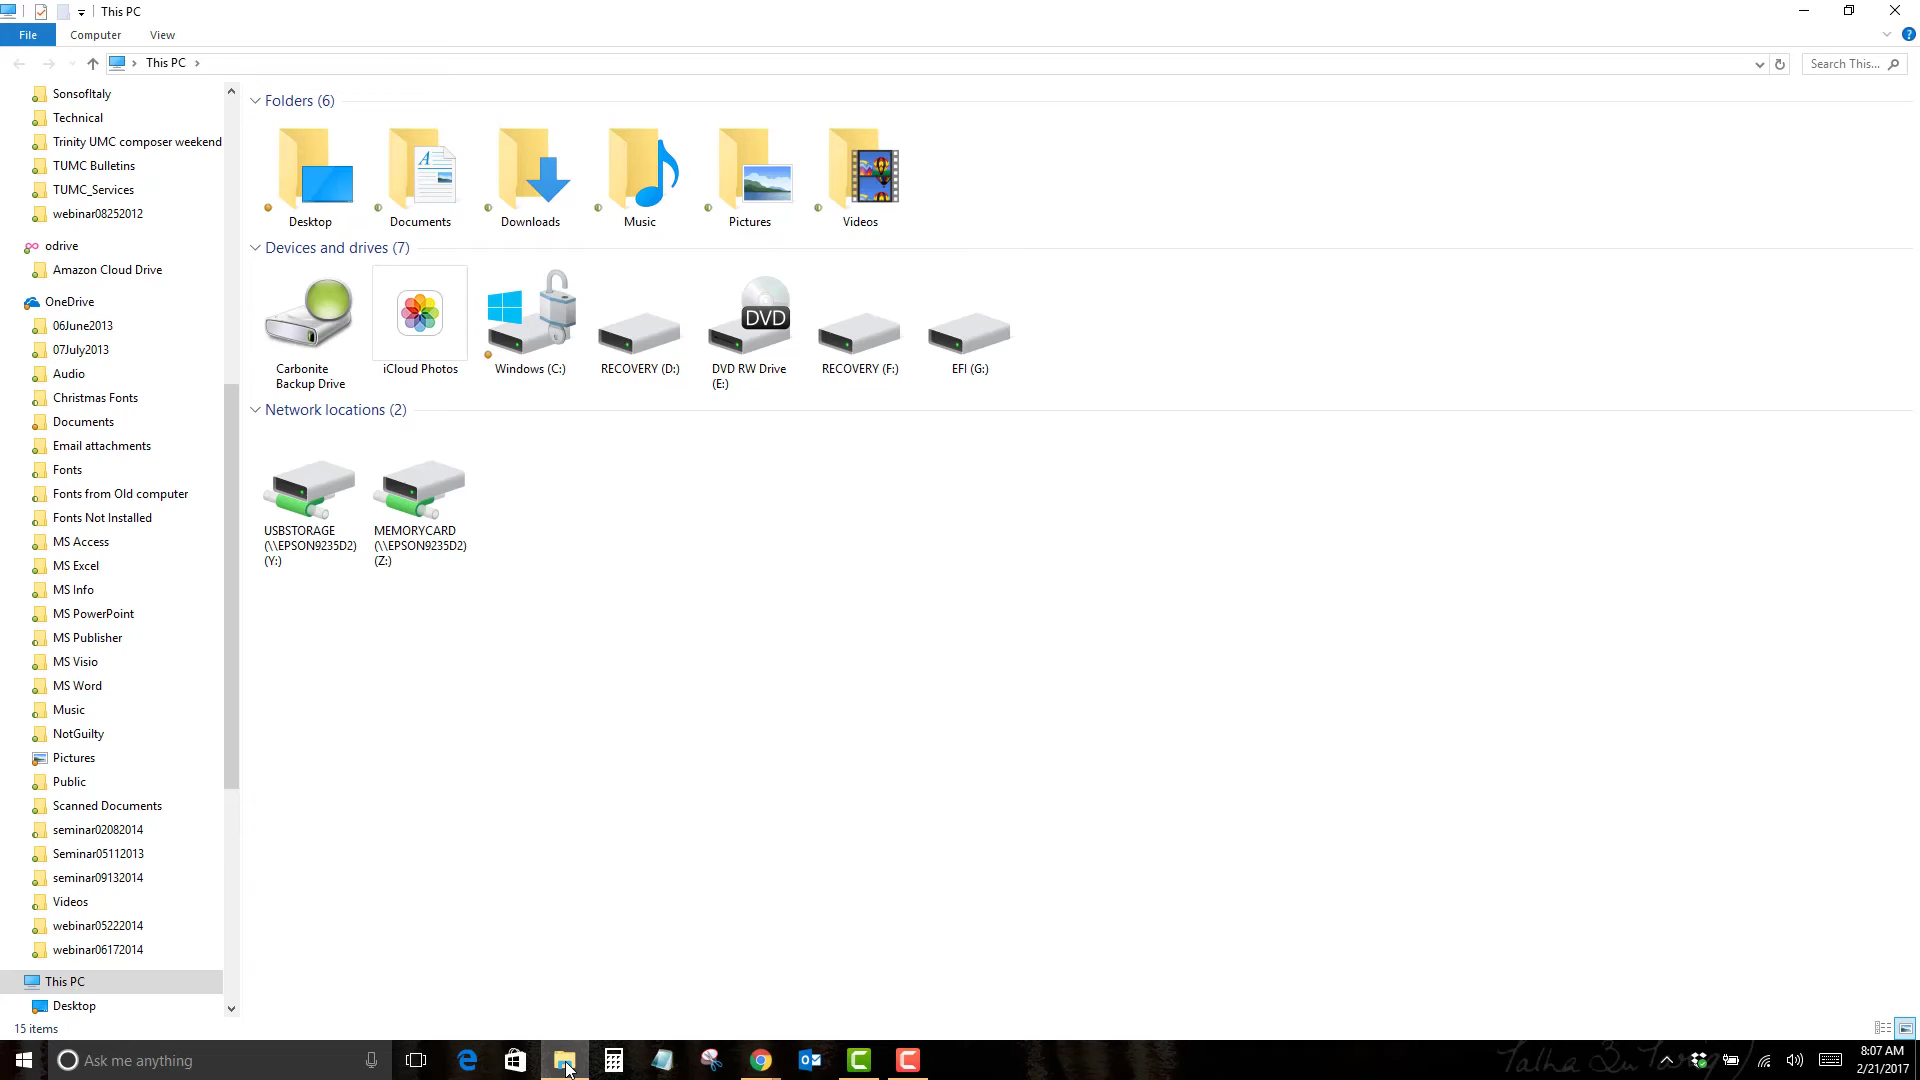 This PC
File
Computer
View
This PC
Search This...
SonsofItaly
Technical
Trinity UMC composer weekend
TUMC Bulletins
TUMC_Services
webinar08252012
odrive
Amazon Cloud Drive
OneDrive
06June2013
07July2013
Audio
Christmas Fonts
Documents
Email attachments
Fonts
Fonts from Old computer
Fonts Not Installed
MS Access
MS Excel
MS Info
MS PowerPoint
MS Publisher
MS Visio
MS Word
Music
NotGuilty
Pictures
Public
Scanned Documents
seminar02082014
Seminar05112013
seminar09132014
Videos
webinar05222014
webinar06172014
This PC
Desktop
Folders (6)
Desktop
Documents
Downloads
Music
Pictures
Videos
Devices and drives (7)
Carbonite
Backup Drive
iCloud Photos
Windows (C:)
RECOVERY (D:)
DVD
DVD RW Drive
(E:)
RECOVERY (F:)
EFI (G:)
Network locations (2)
USBSTORAGE
(\\EPSON9235D2)
(Y:)
MEMORYCARD
(\\EPSON9235D2)
(Z:)
15 items
Ask me anything
8:07 AM
2/21/2017